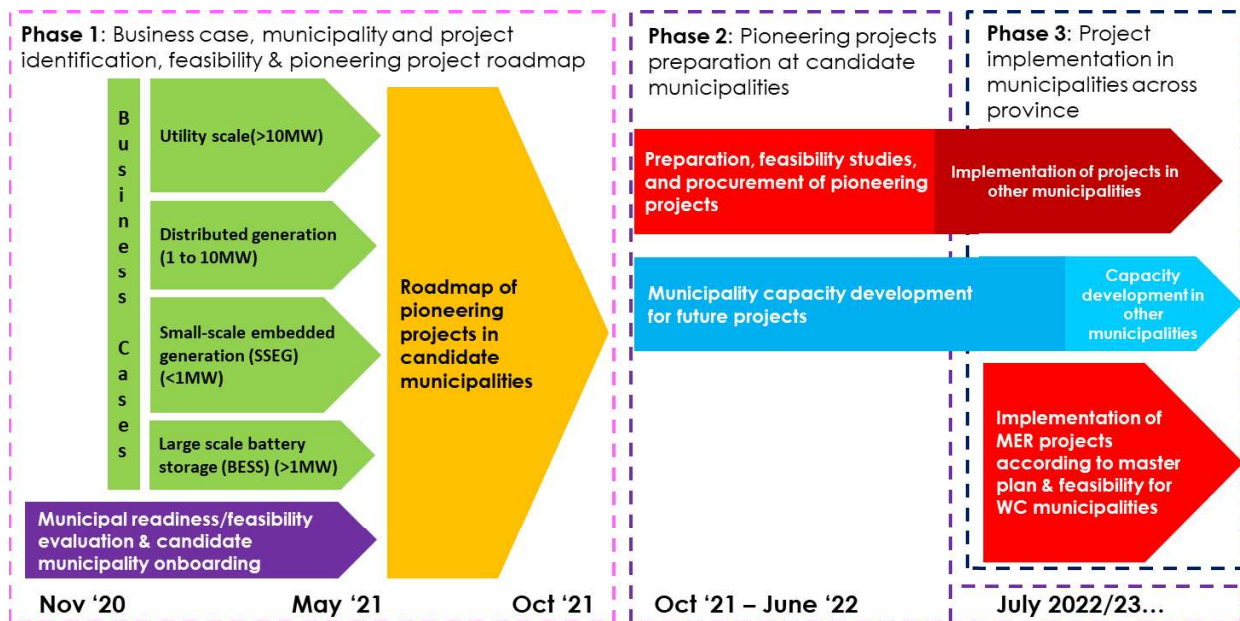 Phase 1: Business case, municipality and project
identification, feasibility & pioneering project roadmap
Business Cases
Utility scale(>10MW)
Distributed generation
(1 to 10MW)
Small-scale embedded
generation (SSEG)
(<1MW)
Large scale battery
storage (BESS) (>1MW)
Municipal readiness/feasibility
evaluation & candidate
municipality onboarding
Roadmap of
pioneering
projects in
candidate
municipalities
Nov ‘20
May ‘21
Oct ‘21
Phase 2: Pioneering projects
preparation at candidate
municipalities
Preparation, feasibility studies,
and procurement of pioneering
projects
Municipality capacity development
for future projects
Oct ‘21 – June ‘22
Phase 3: Project
implementation in
municipalities across
province
Implementation of projects in
other municipalities
Capacity
development in
other
municipalities
Implementation of
MER projects
according to master
plan & feasibility for
WC municipalities
July 2022/23...